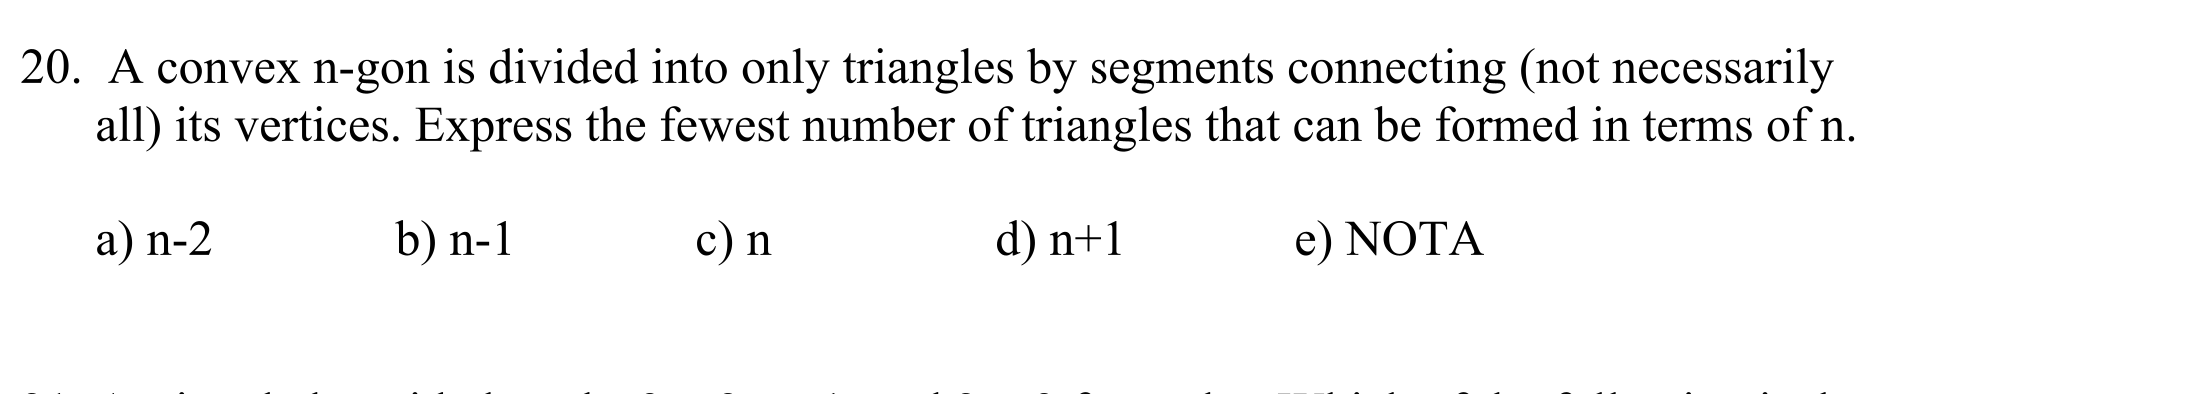 20. A convex n-gon is divided into only triangles by segments connecting (not necessarily
all) its vertices. Express the fewest number of triangles that can be formed in terms of n.
a) n-2 b) n-1 c) n d) n+1 e) NOTA